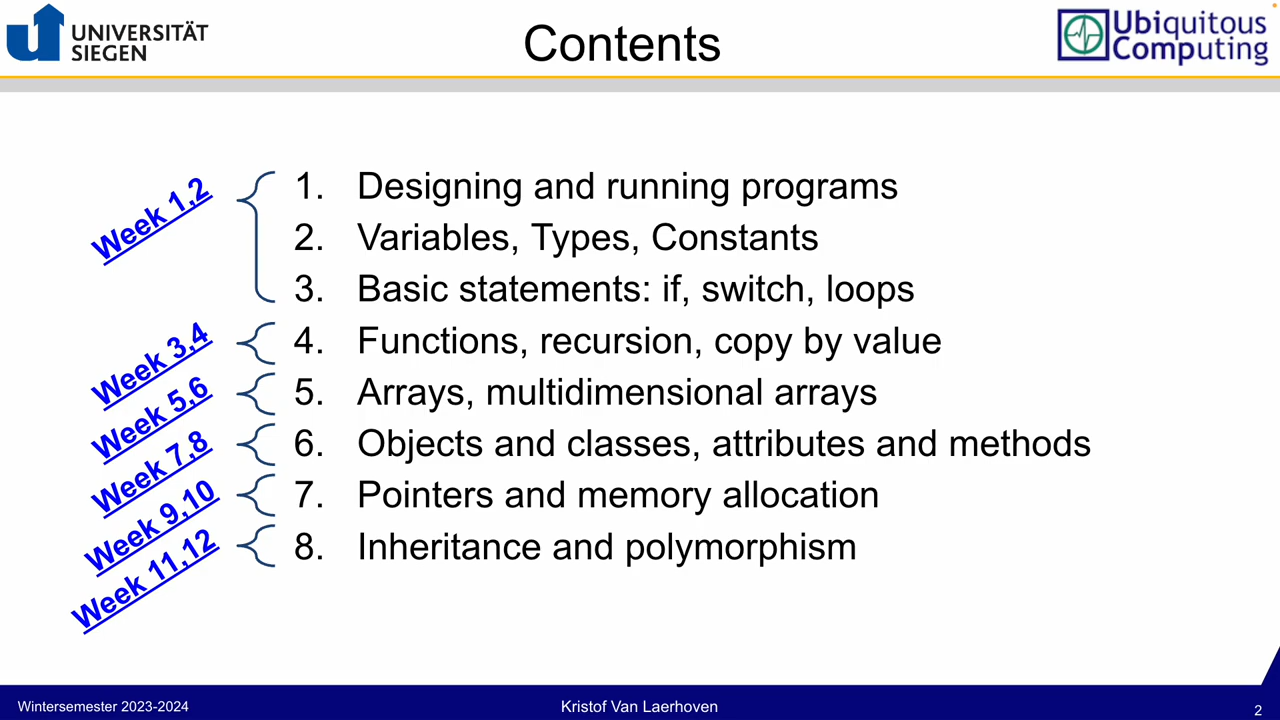 UNIVERSITÄT
SIEGEN
Contents
Ubiquitous
Computing
Week 1,2
1. Designing and running programs
2. Variables, Types, Constants
3. Basic statements: if, switch, loops
Week 3,4
4. Functions, recursion, copy by value
Week 5,6
5. Arrays, multidimensional arrays
Week 7,8
6. Objects and classes, attributes and methods
Week 9,10
7. Pointers and memory allocation
Week 11,12
8. Inheritance and polymorphism
Wintersemester 2023-2024
Kristof Van Laerhoven
2